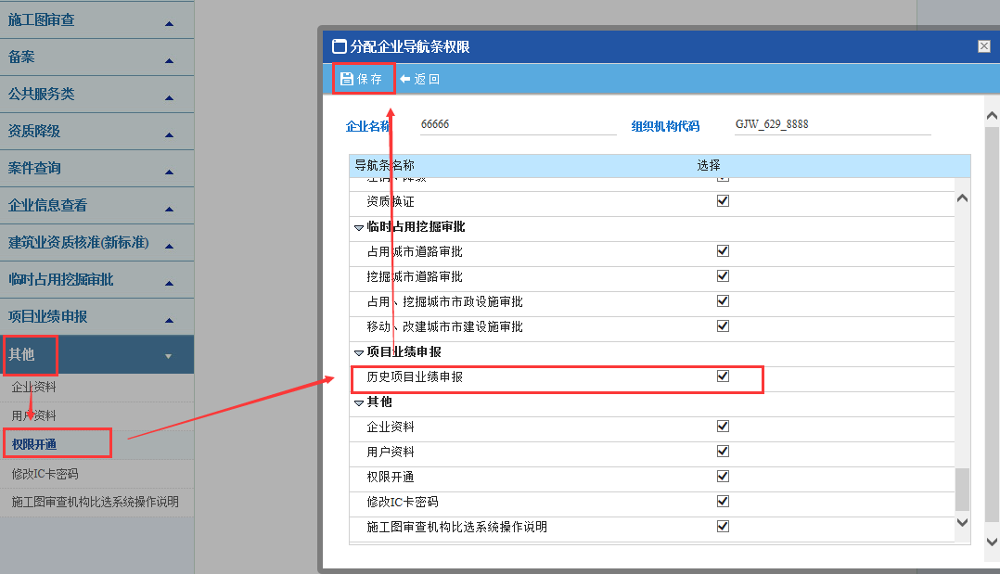 施工图审查
备案
公共服务类
资质降级
案件查询
企业信息查看
建筑业资质核准(新标准)
临时占用挖掘审批
项目业绩申报
其他
企业资料
用户资料
权限开通
修改IC卡密码
施工图审查机构比选系统操作说明
分配企业导航条权限
保存 返回
企业名称 66666 组织机构代码 GJW_629_8888
导航条名称 选择
资质换证
临时占用挖掘审批
占用城市道路审批
挖掘城市道路审批
占用、挖掘城市市政设施审批
移动、改建城市市建设施审批
项目业绩申报
历史项目业绩申报
其他
企业资料
用户资料
权限开通
修改IC卡密码
施工图审查机构比选系统操作说明